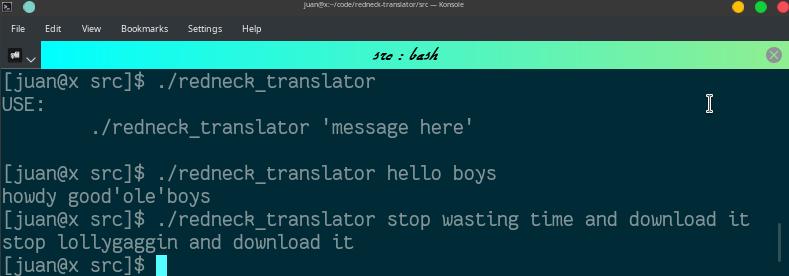 juan@x:~/code/redneck-translator/src — Konsole
File Edit View Bookmarks Settings Help
src : bash
[juan@x src]$ ./redneck_translator
USE:
        ./redneck_translator 'message here'
[juan@x src]$ ./redneck_translator hello boys
howdy good'ole'boys
[juan@x src]$ ./redneck_translator stop wasting time and download it
stop lollygaggin and download it
[juan@x src]$